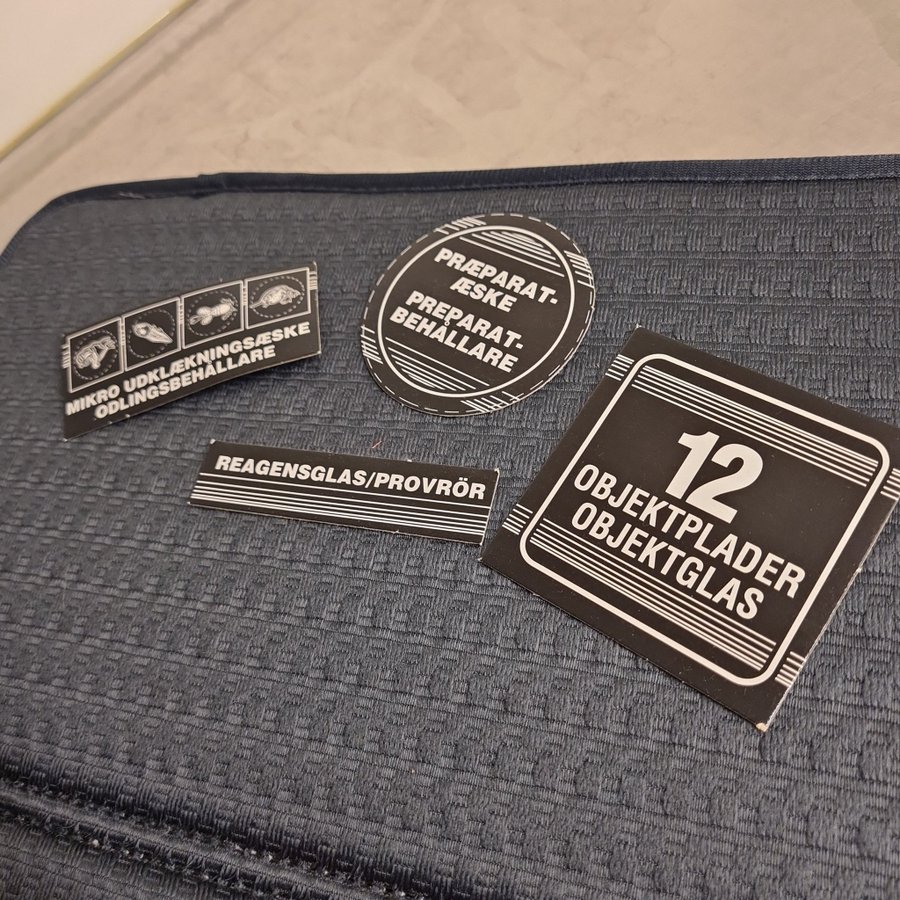 PRÆPARAT-
ÆSKE
PREPARAT-
BEHÅLLARE
MIKRO UDKLÆKNINGSÆSKE
ODLINGSBEHÅLLARE
REAGENSGLAS/PROVRÖR
12
OBJEKTPLADER
OBJEKTGLAS